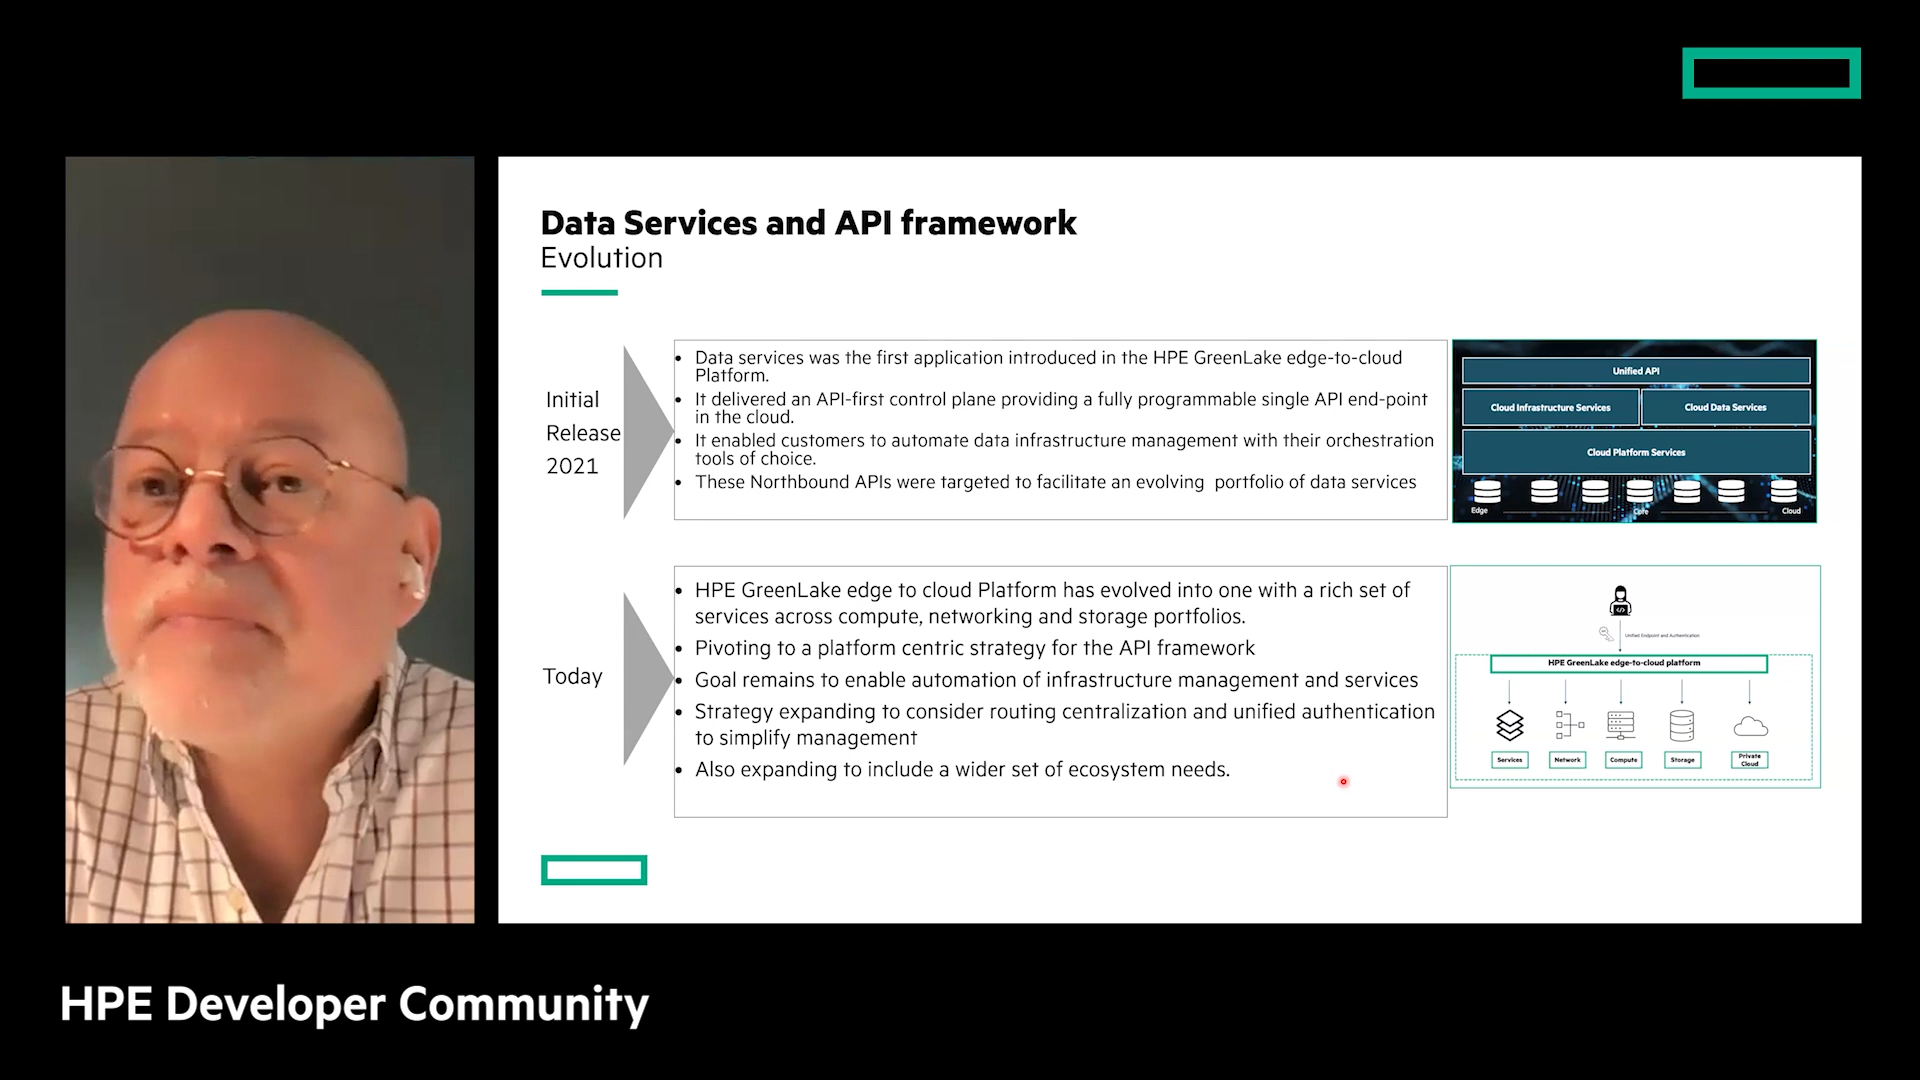 Data Services and API framework
Evolution
Initial
Release
2021
• Data services was the first application introduced in the HPE GreenLake edge-to-cloud
Platform.
• It delivered an API-first control plane providing a fully programmable single API end-point
in the cloud.
• It enabled customers to automate data infrastructure management with their orchestration
tools of choice.
• These Northbound APIs were targeted to facilitate an evolving portfolio of data services
Unified API
Cloud Infrastructure Services
Cloud Data Services
Cloud Platform Services
Edge
Core
Cloud
Today
• HPE GreenLake edge to cloud Platform has evolved into one with a rich set of
services across compute, networking and storage portfolios.
• Pivoting to a platform centric strategy for the API framework
• Goal remains to enable automation of infrastructure management and services
• Strategy expanding to consider routing centralization and unified authentication
to simplify management
• Also expanding to include a wider set of ecosystem needs.
Unified Endpoint and Authentication
HPE GreenLake edge-to-cloud platform
Services
Network
Compute
Storage
Private
Cloud
HPE Developer Community